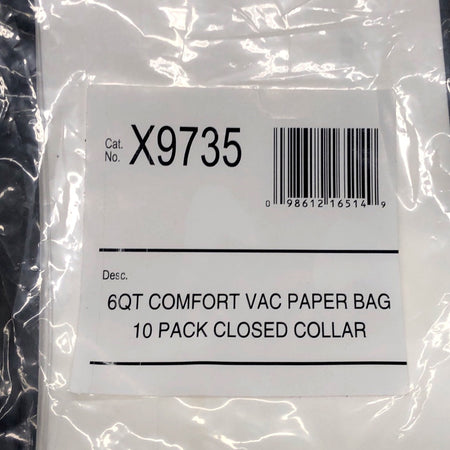 Cat.
No. X9735
0 98612 16514 9
Desc.
6QT COMFORT VAC PAPER BAG
10 PACK CLOSED COLLAR